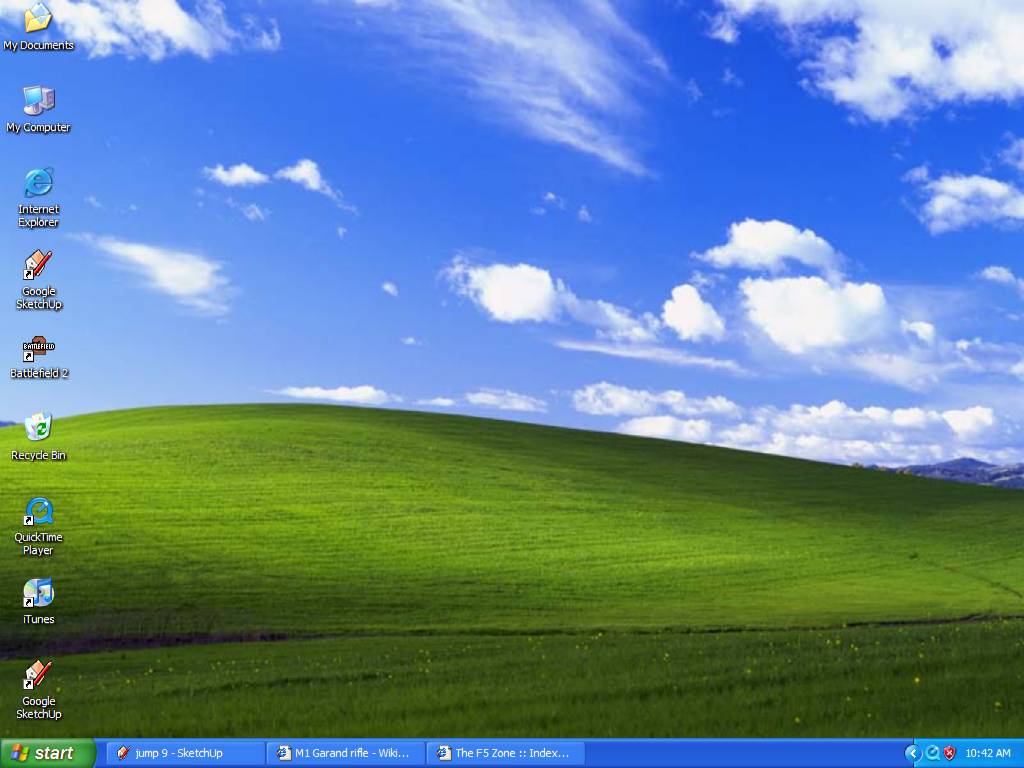 My Documents
My Computer
Internet
Explorer
Google
SketchUp
BATTLEFIELD
2
Battlefield 2
Recycle Bin
QuickTime
Player
iTunes
Google
SketchUp
start
jump 9 - SketchUp
M1 Garand rifle - Wiki...
The F5 Zone :: Index...
10:42 AM